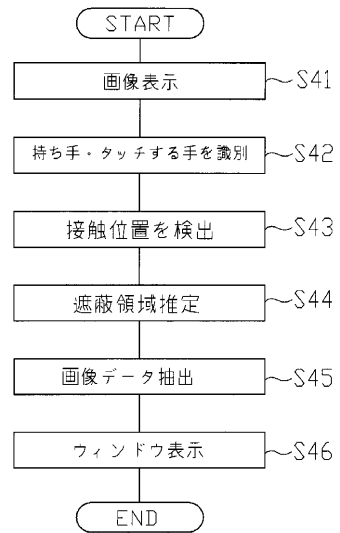 START
画像表示 S41
持ち手・タッチする手を識別 S42
接触位置を検出 S43
遮蔽領域推定 S44
画像データ抽出 S45
ウィンドウ表示 S46
END